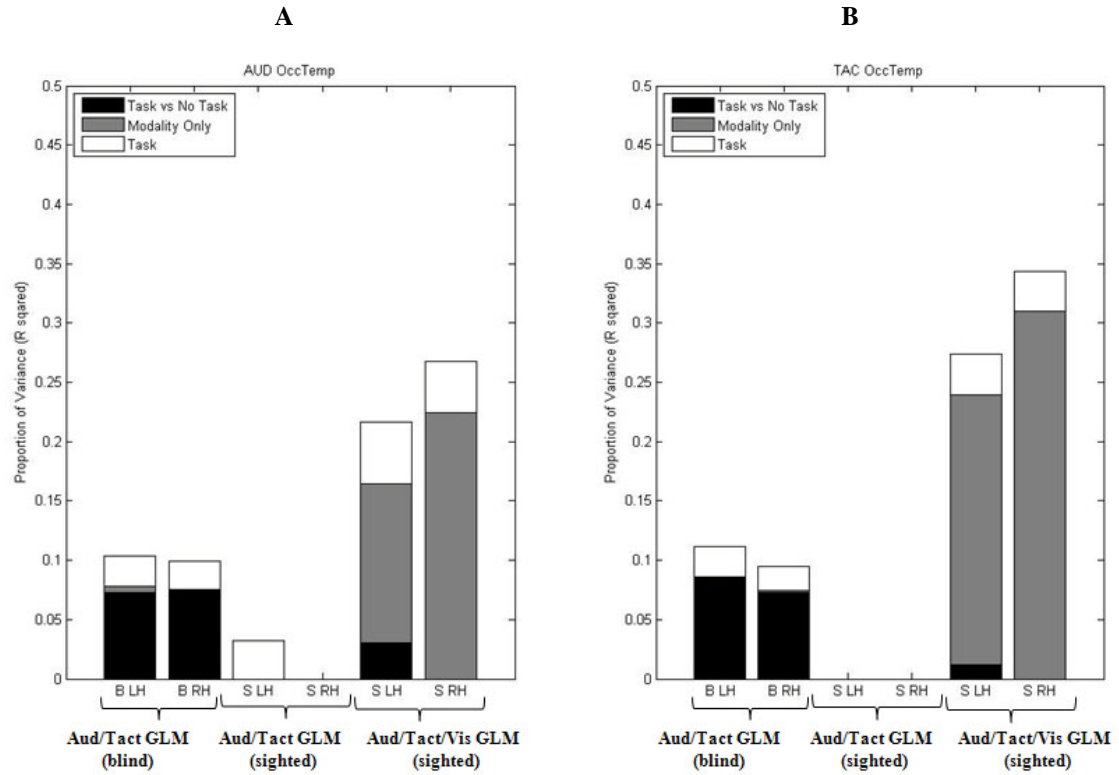 A
AUD OccTemp
Proportion of Variance (R sqared)
0.5
0.45
0.4
0.35
0.3
0.25
0.2
0.15
0.1
0.05
0
Task vs No Task
Modality Only
Task
B LH
B RH
S LH
S RH
S LH
S RH
Aud/Tact GLM
(blind)
Aud/Tact GLM
(sighted)
Aud/Tact/Vis GLM
(sighted)
B
TAC OccTemp
Proportion of Variance (R sqared)
0.5
0.45
0.4
0.35
0.3
0.25
0.2
0.15
0.1
0.05
0
Task vs No Task
Modality Only
Task
B LH
B RH
S LH
S RH
S LH
S RH
Aud/Tact GLM
(blind)
Aud/Tact GLM
(sighted)
Aud/Tact/Vis GLM
(sighted)